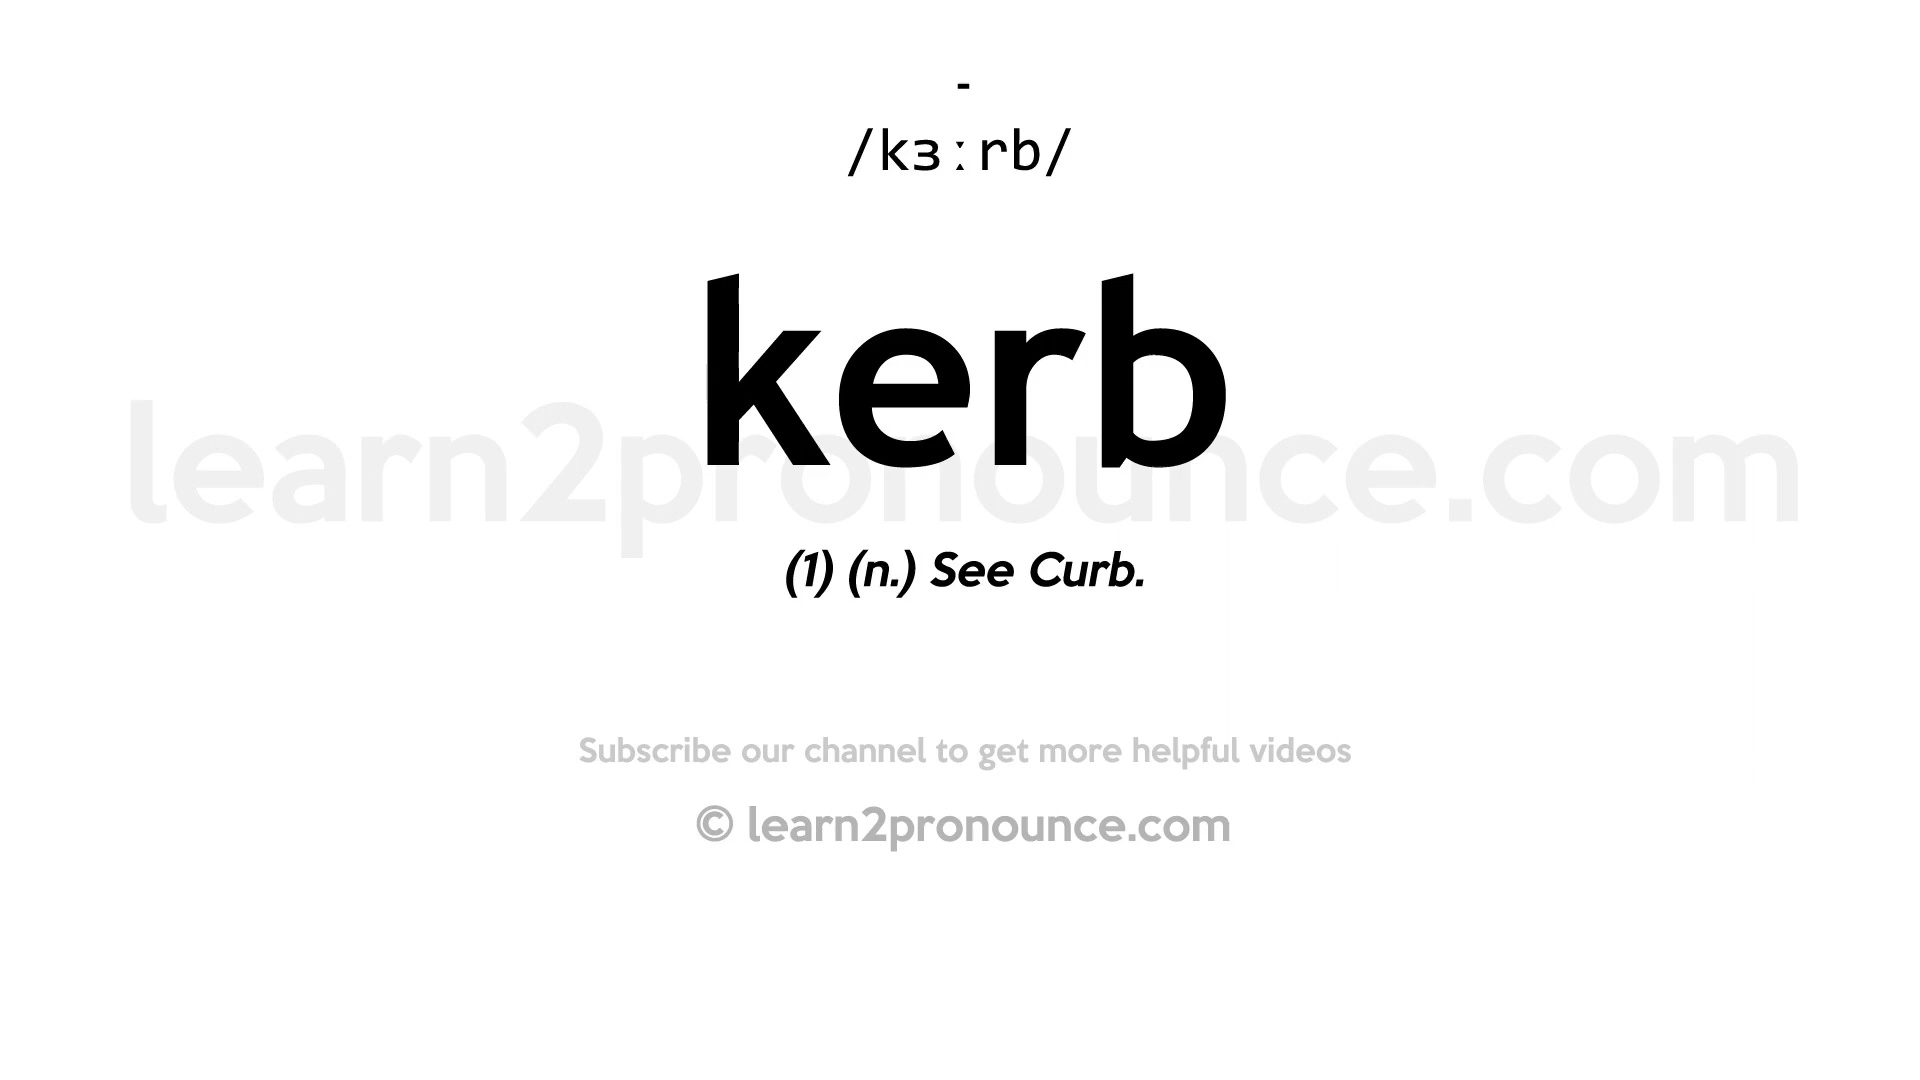 -
/kɜːrb/
kerb
learn2pronounce.com
(1) (n.) See Curb.
Subscribe our channel to get more helpful videos
© learn2pronounce.com